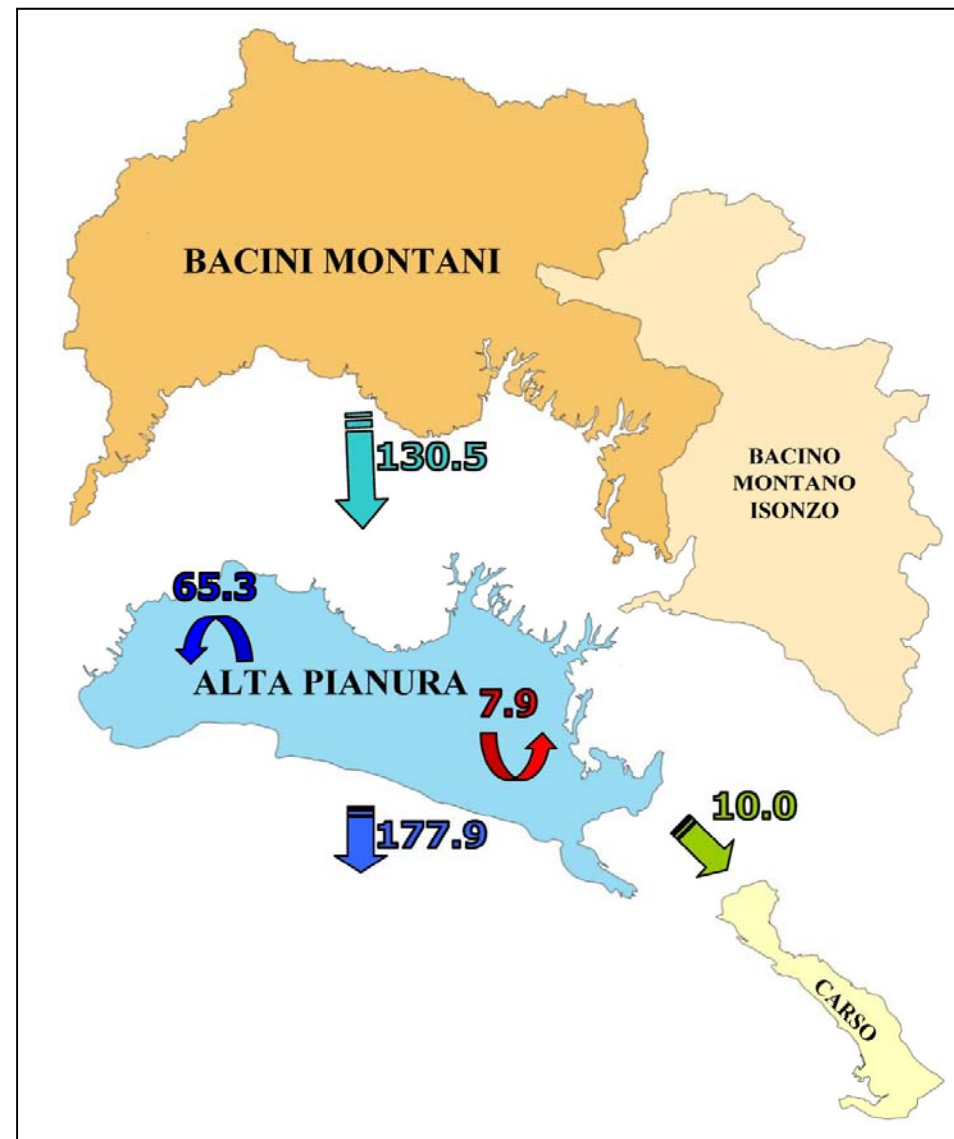 BACINI MONTANI
130.5
BACINO
MONTANO
ISONZO
65.3
ALTA PIANURA
7.9
177.9
10.0
CARSO